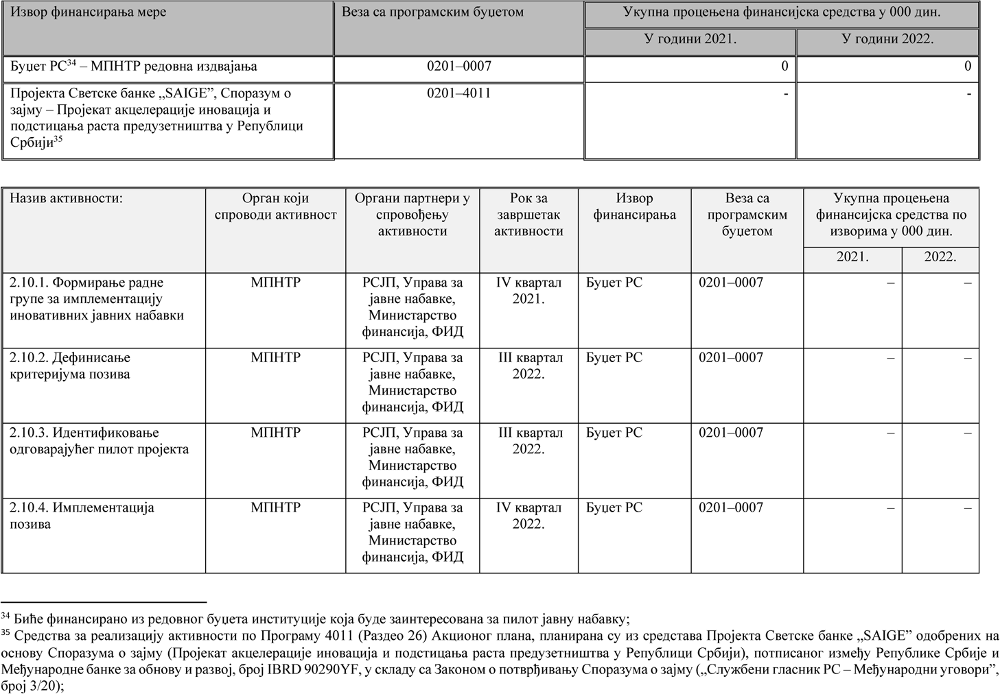 Извор финансирања мере
Веза са програмским буџетом
Укупна процењена финансијска средства у 000 дин.
У години 2021.
У години 2022.
Буџет РС34 – МПНТР редовна издвајања
0201–0007
0
0
Пројекта Светске банке „SAIGE”, Споразум о
зајму – Пројекат акцелерације иновација и
подстицања раста предузетништва у Републици
Србији35
0201–4011
-
-
Назив активности:
Орган који
спроводи активност
Органи партнери у
спровођењу
активности
Рок за
завршетак
активности
Извор
финансирања
Веза са
програмским
буџетом
Укупна процењена
финансијска средства по
изворима у 000 дин.
2021.
2022.
2.10.1. Формирање радне
групе за имплементацију
иновативних јавних набавки
МПНТР
РСЈП, Управа за
јавне набавке,
Министарство
финансија, ФИД
IV квартал
2021.
Буџет РС
0201–0007
–
–
2.10.2. Дефинисање
критеријума позива
МПНТР
РСЈП, Управа за
јавне набавке,
Министарство
финансија, ФИД
III квартал
2022.
Буџет РС
0201–0007
–
–
2.10.3. Идентификовање
одговарајућег пилот пројекта
МПНТР
РСЈП, Управа за
јавне набавке,
Министарство
финансија, ФИД
III квартал
2022.
Буџет РС
0201–0007
–
–
2.10.4. Имплементација
позива
МПНТР
РСЈП, Управа за
јавне набавке,
Министарство
финансија, ФИД
IV квартал
2022.
Буџет РС
0201–0007
–
–
34 Биће финансирано из редовног буџета институције која буде заинтересована за пилот јавну набавку;
35 Средства за реализацију активности по Програму 4011 (Раздео 26) Акционог плана, планирана су из средстава Пројекта Светске банке „SAIGE” одобрених на
основу Споразума о зајму (Пројекат акцелерације иновација и подстицања раста предузетништва у Републици Србији), потписаног између Републике Србије и
Међународне банке за обнову и развој, број IBRD 90290YF, у складу са Законом о потврђивању Споразума о зајму („Службени гласник РС – Међународни уговори”,
број 3/20);